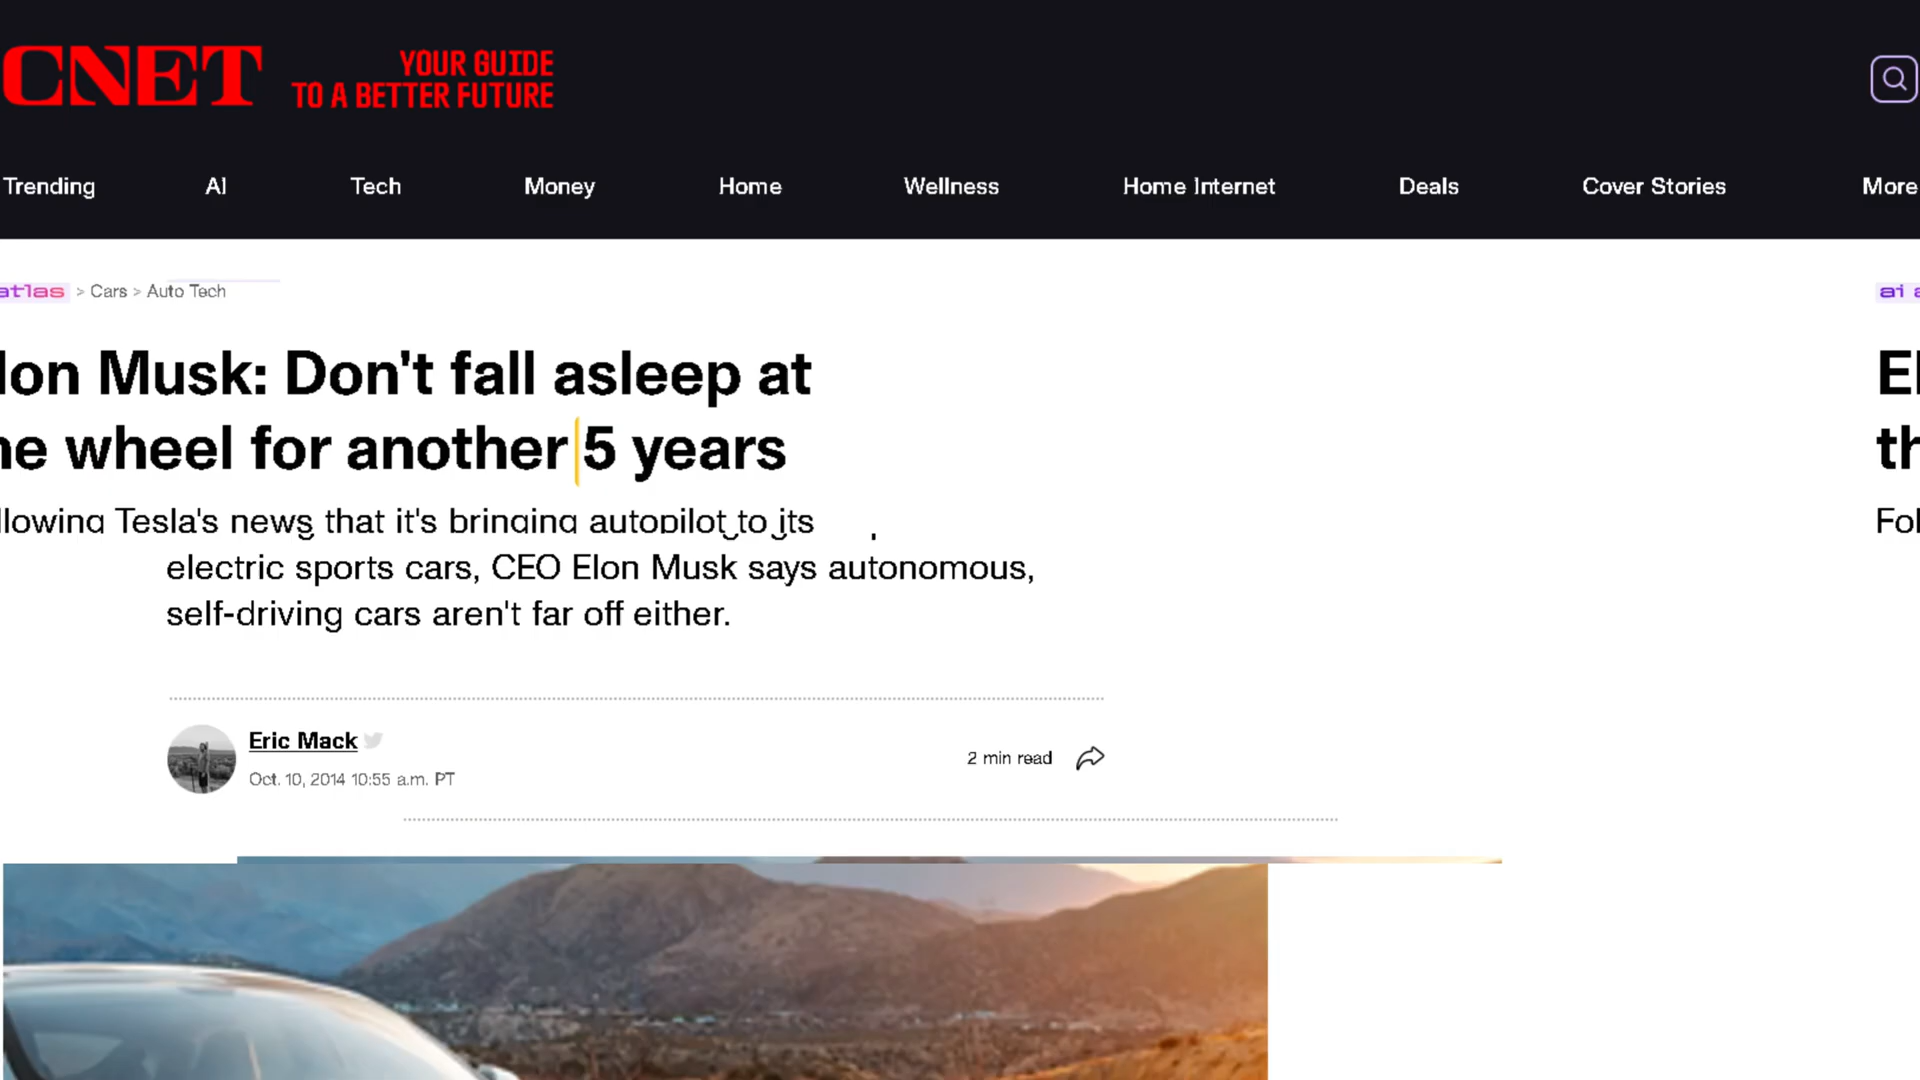 CNET
YOUR GUIDE
TO A BETTER FUTURE
Trending AI Tech Money Home Wellness Home Internet Deals Cover Stories More
atlas > Cars > Auto Tech
ai a
lon Musk: Don't fall asleep at
El
he wheel for another 5 years
th
llowing Tesla's news that it's bringing autopilot to its
Fol
electric sports cars, CEO Elon Musk says autonomous,
self-driving cars aren't far off either.
Eric Mack
2 min read
Oct. 10, 2014 10:55 a.m. PT